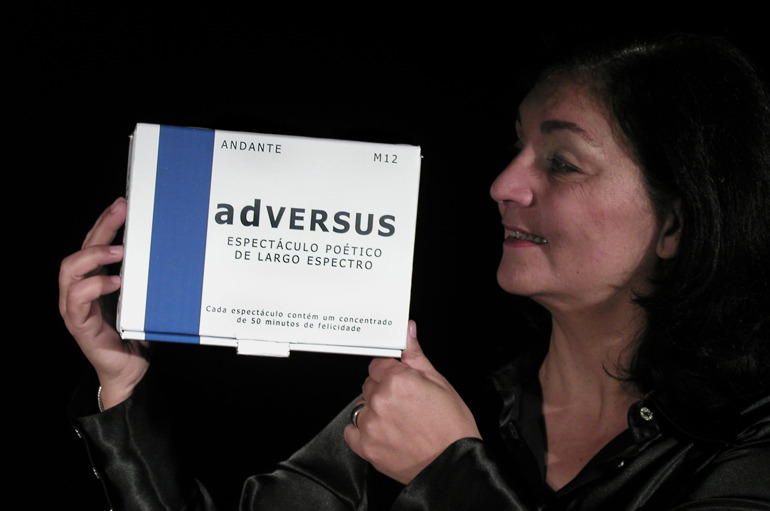 ANDANTE
M12
adVERSUS
ESPECTÁCULO POÉTICO
DE LARGO ESPECTRO
Cada espectáculo contém um concentrado
de 50 minutos de felicidade